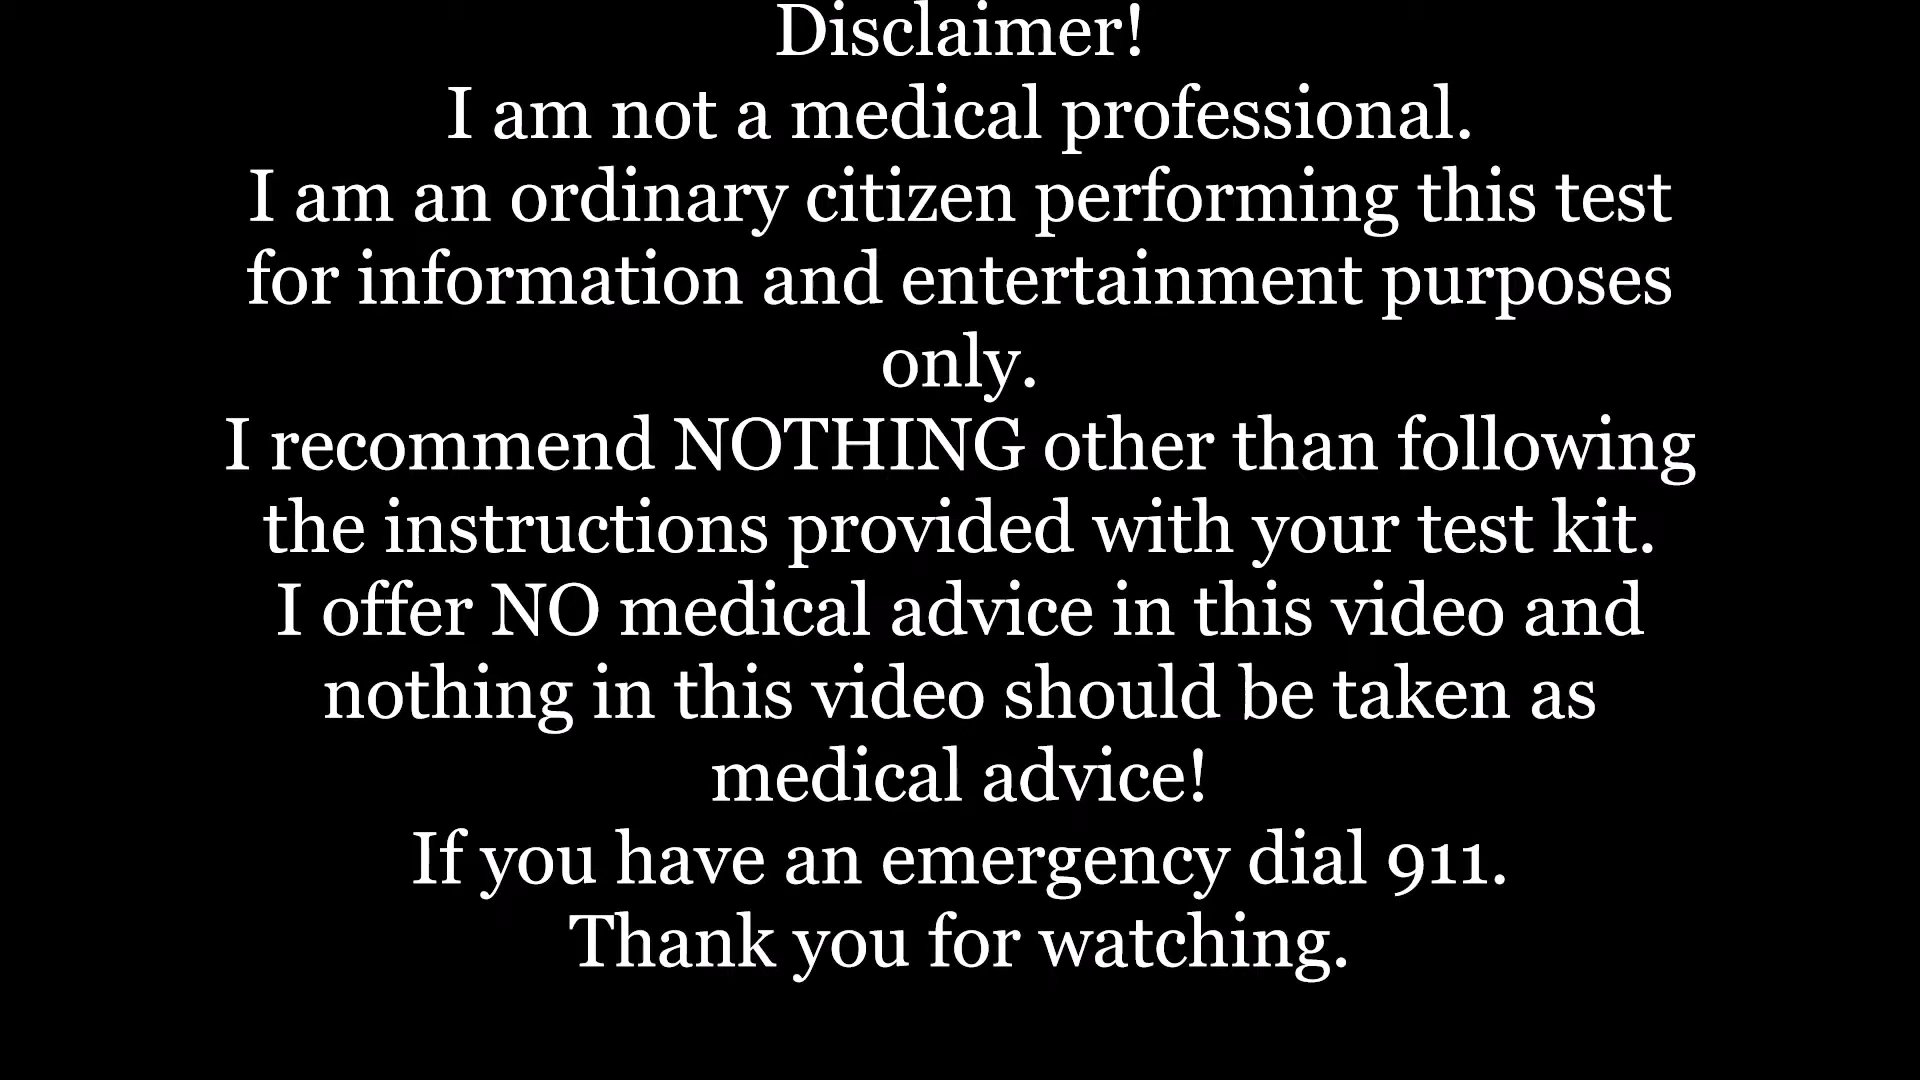 Disclaimer!
I am not a medical professional.
I am an ordinary citizen performing this test
for information and entertainment purposes
only.
I recommend NOTHING other than following
the instructions provided with your test kit.
I offer NO medical advice in this video and
nothing in this video should be taken as
medical advice!
If you have an emergency dial 911.
Thank you for watching.